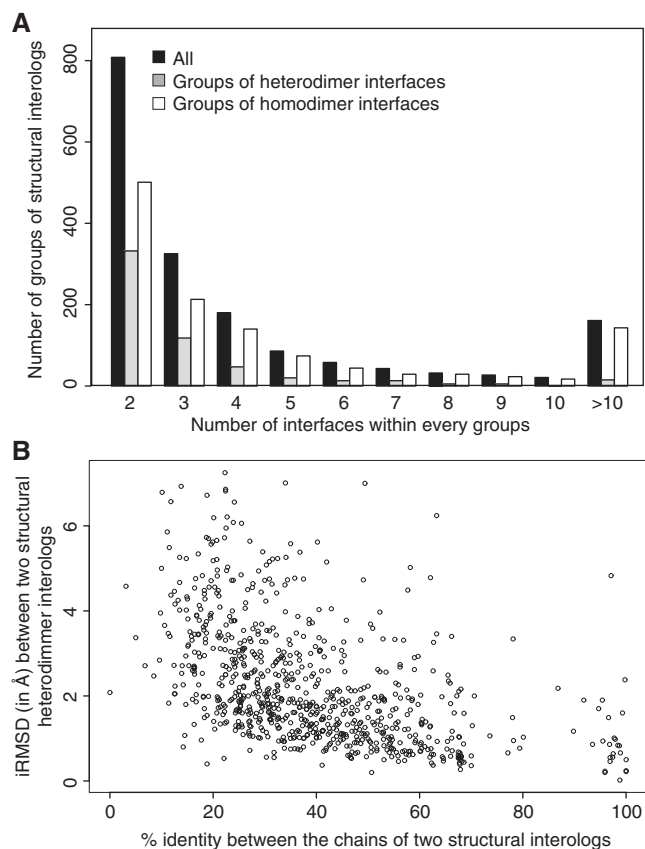 A
All
Groups of heterodimer interfaces
Groups of homodimer interfaces
Number of groups of structural interologs
800
600
400
200
0
2 3 4 5 6 7 8 9 10 >10
Number of interfaces within every groups
B
iRMSD (in Å) between two structural
heterodimmer interologs
6
4
2
0
0 20 40 60 80 100
% identity between the chains of two structural interologs